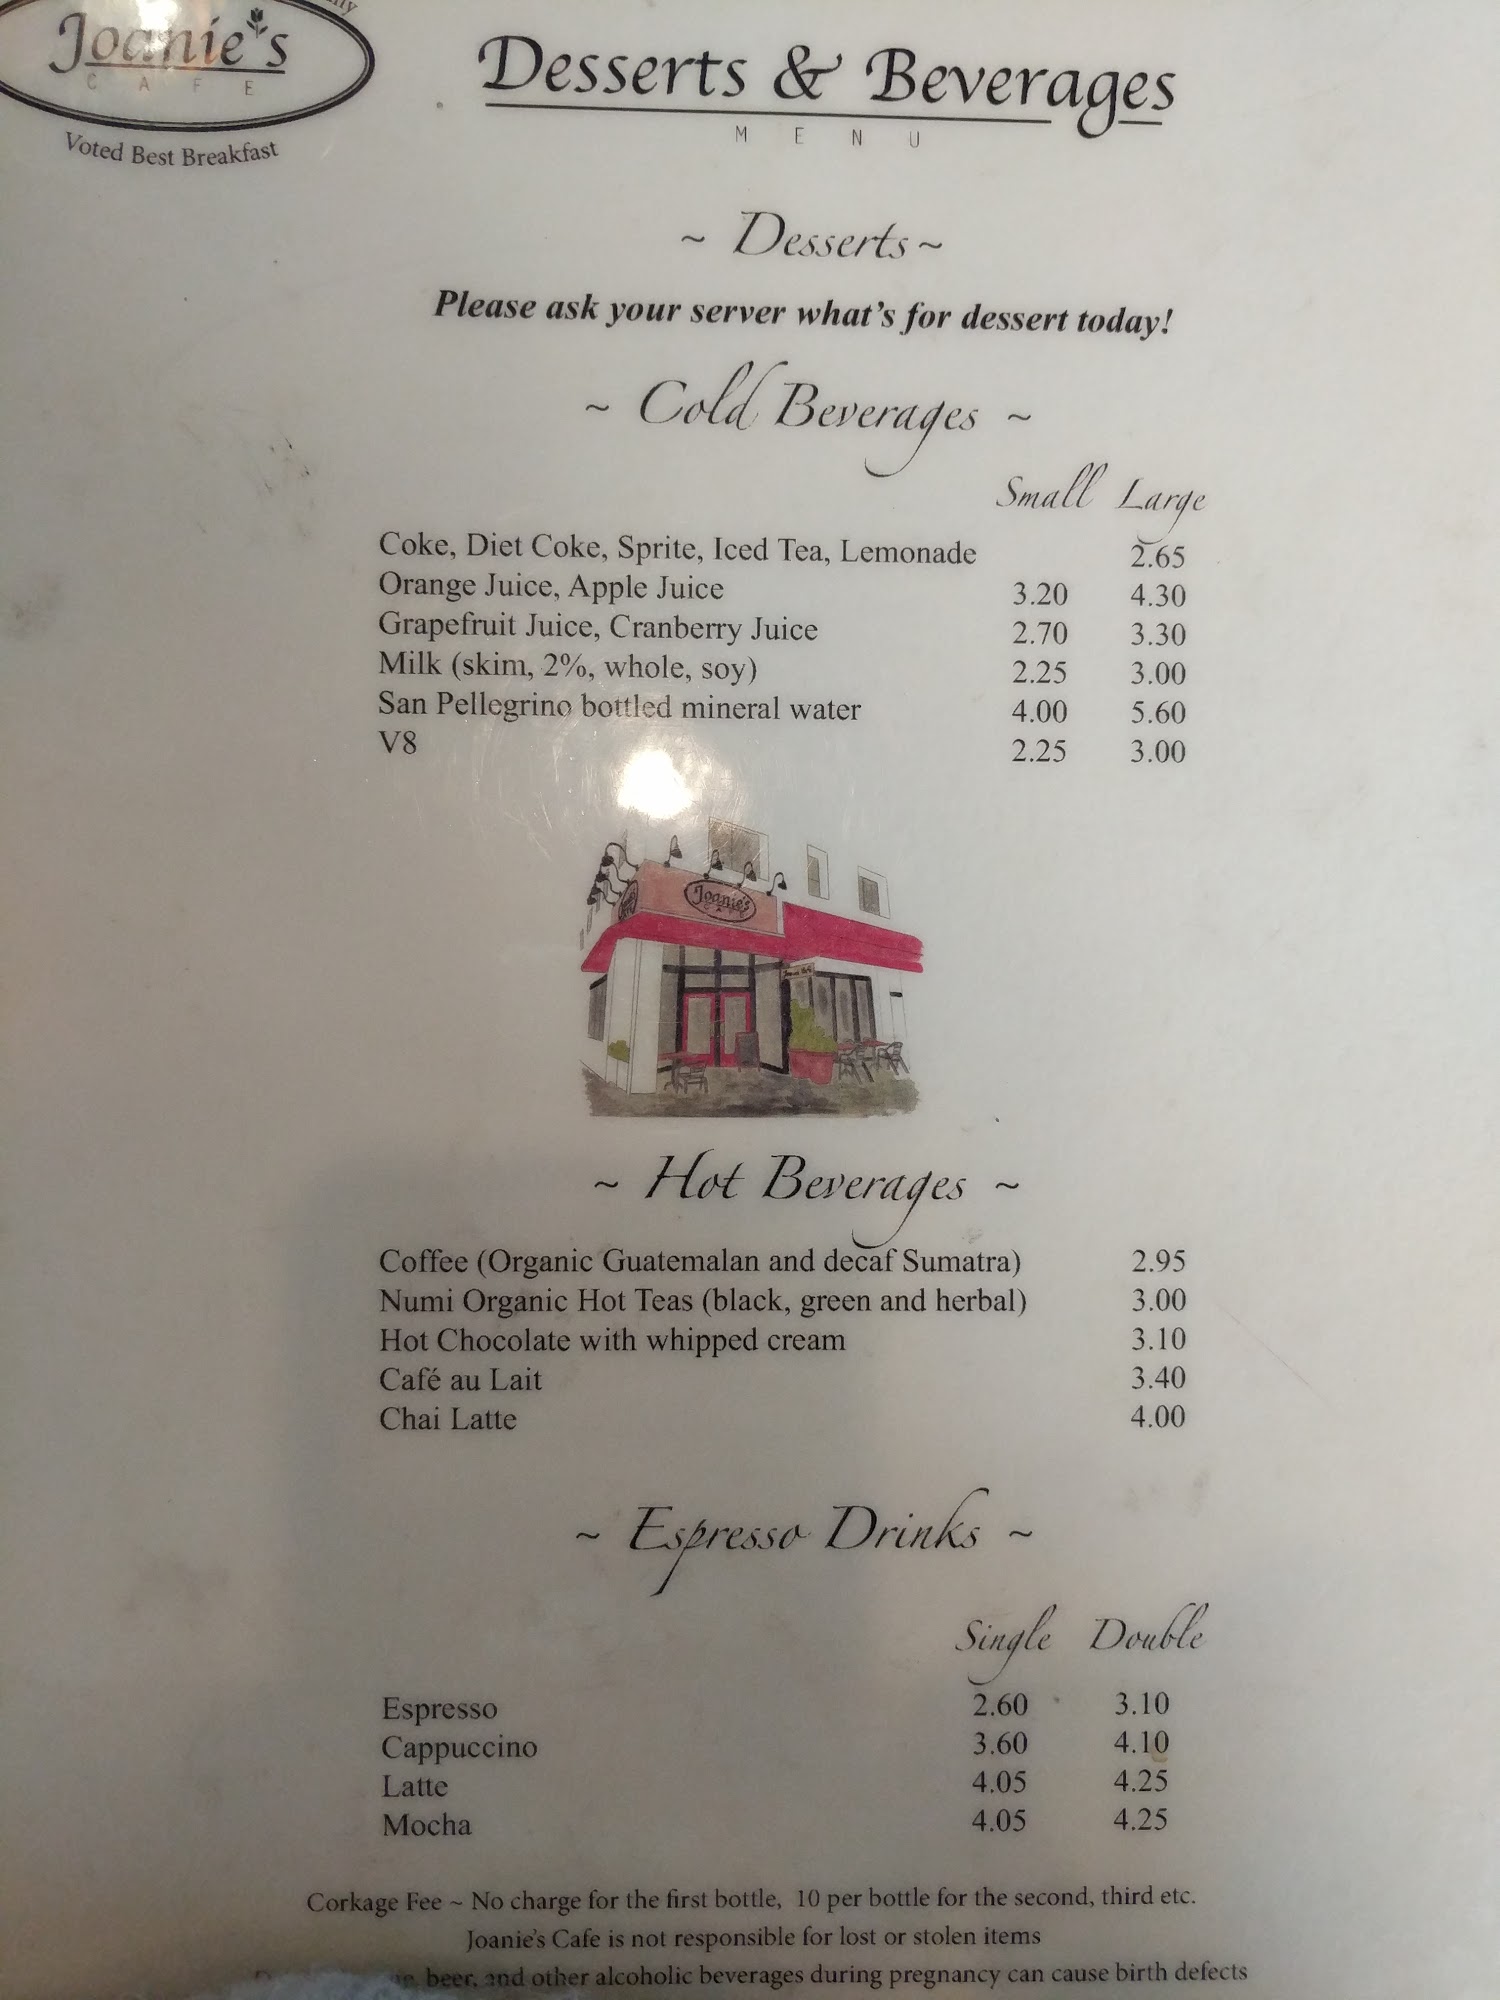 Joanie's
CAFE
Voted Best Breakfast
Desserts & Beverages
MENU
~ Desserts ~
Please ask your server what's for dessert today!
~ Cold Beverages ~
Small Large
Coke, Diet Coke, Sprite, Iced Tea, Lemonade 2.65
Orange Juice, Apple Juice 3.20 4.30
Grapefruit Juice, Cranberry Juice 2.70 3.30
Milk (skim, 2%, whole, soy) 2.25 3.00
San Pellegrino bottled mineral water 4.00 5.60
V8 2.25 3.00
Joanie's
~ Hot Beverages ~
Coffee (Organic Guatemalan and decaf Sumatra) 2.95
Numi Organic Hot Teas (black, green and herbal) 3.00
Hot Chocolate with whipped cream 3.10
Café au Lait 3.40
Chai Latte 4.00
~ Espresso Drinks ~
Single Double
Espresso 2.60 3.10
Cappuccino 3.60 4.10
Latte 4.05 4.25
Mocha 4.05 4.25
Corkage Fee ~ No charge for the first bottle, 10 per bottle for the second, third etc.
Joanie's Cafe is not responsible for lost or stolen items
beer, and other alcoholic beverages during pregnancy can cause birth defects